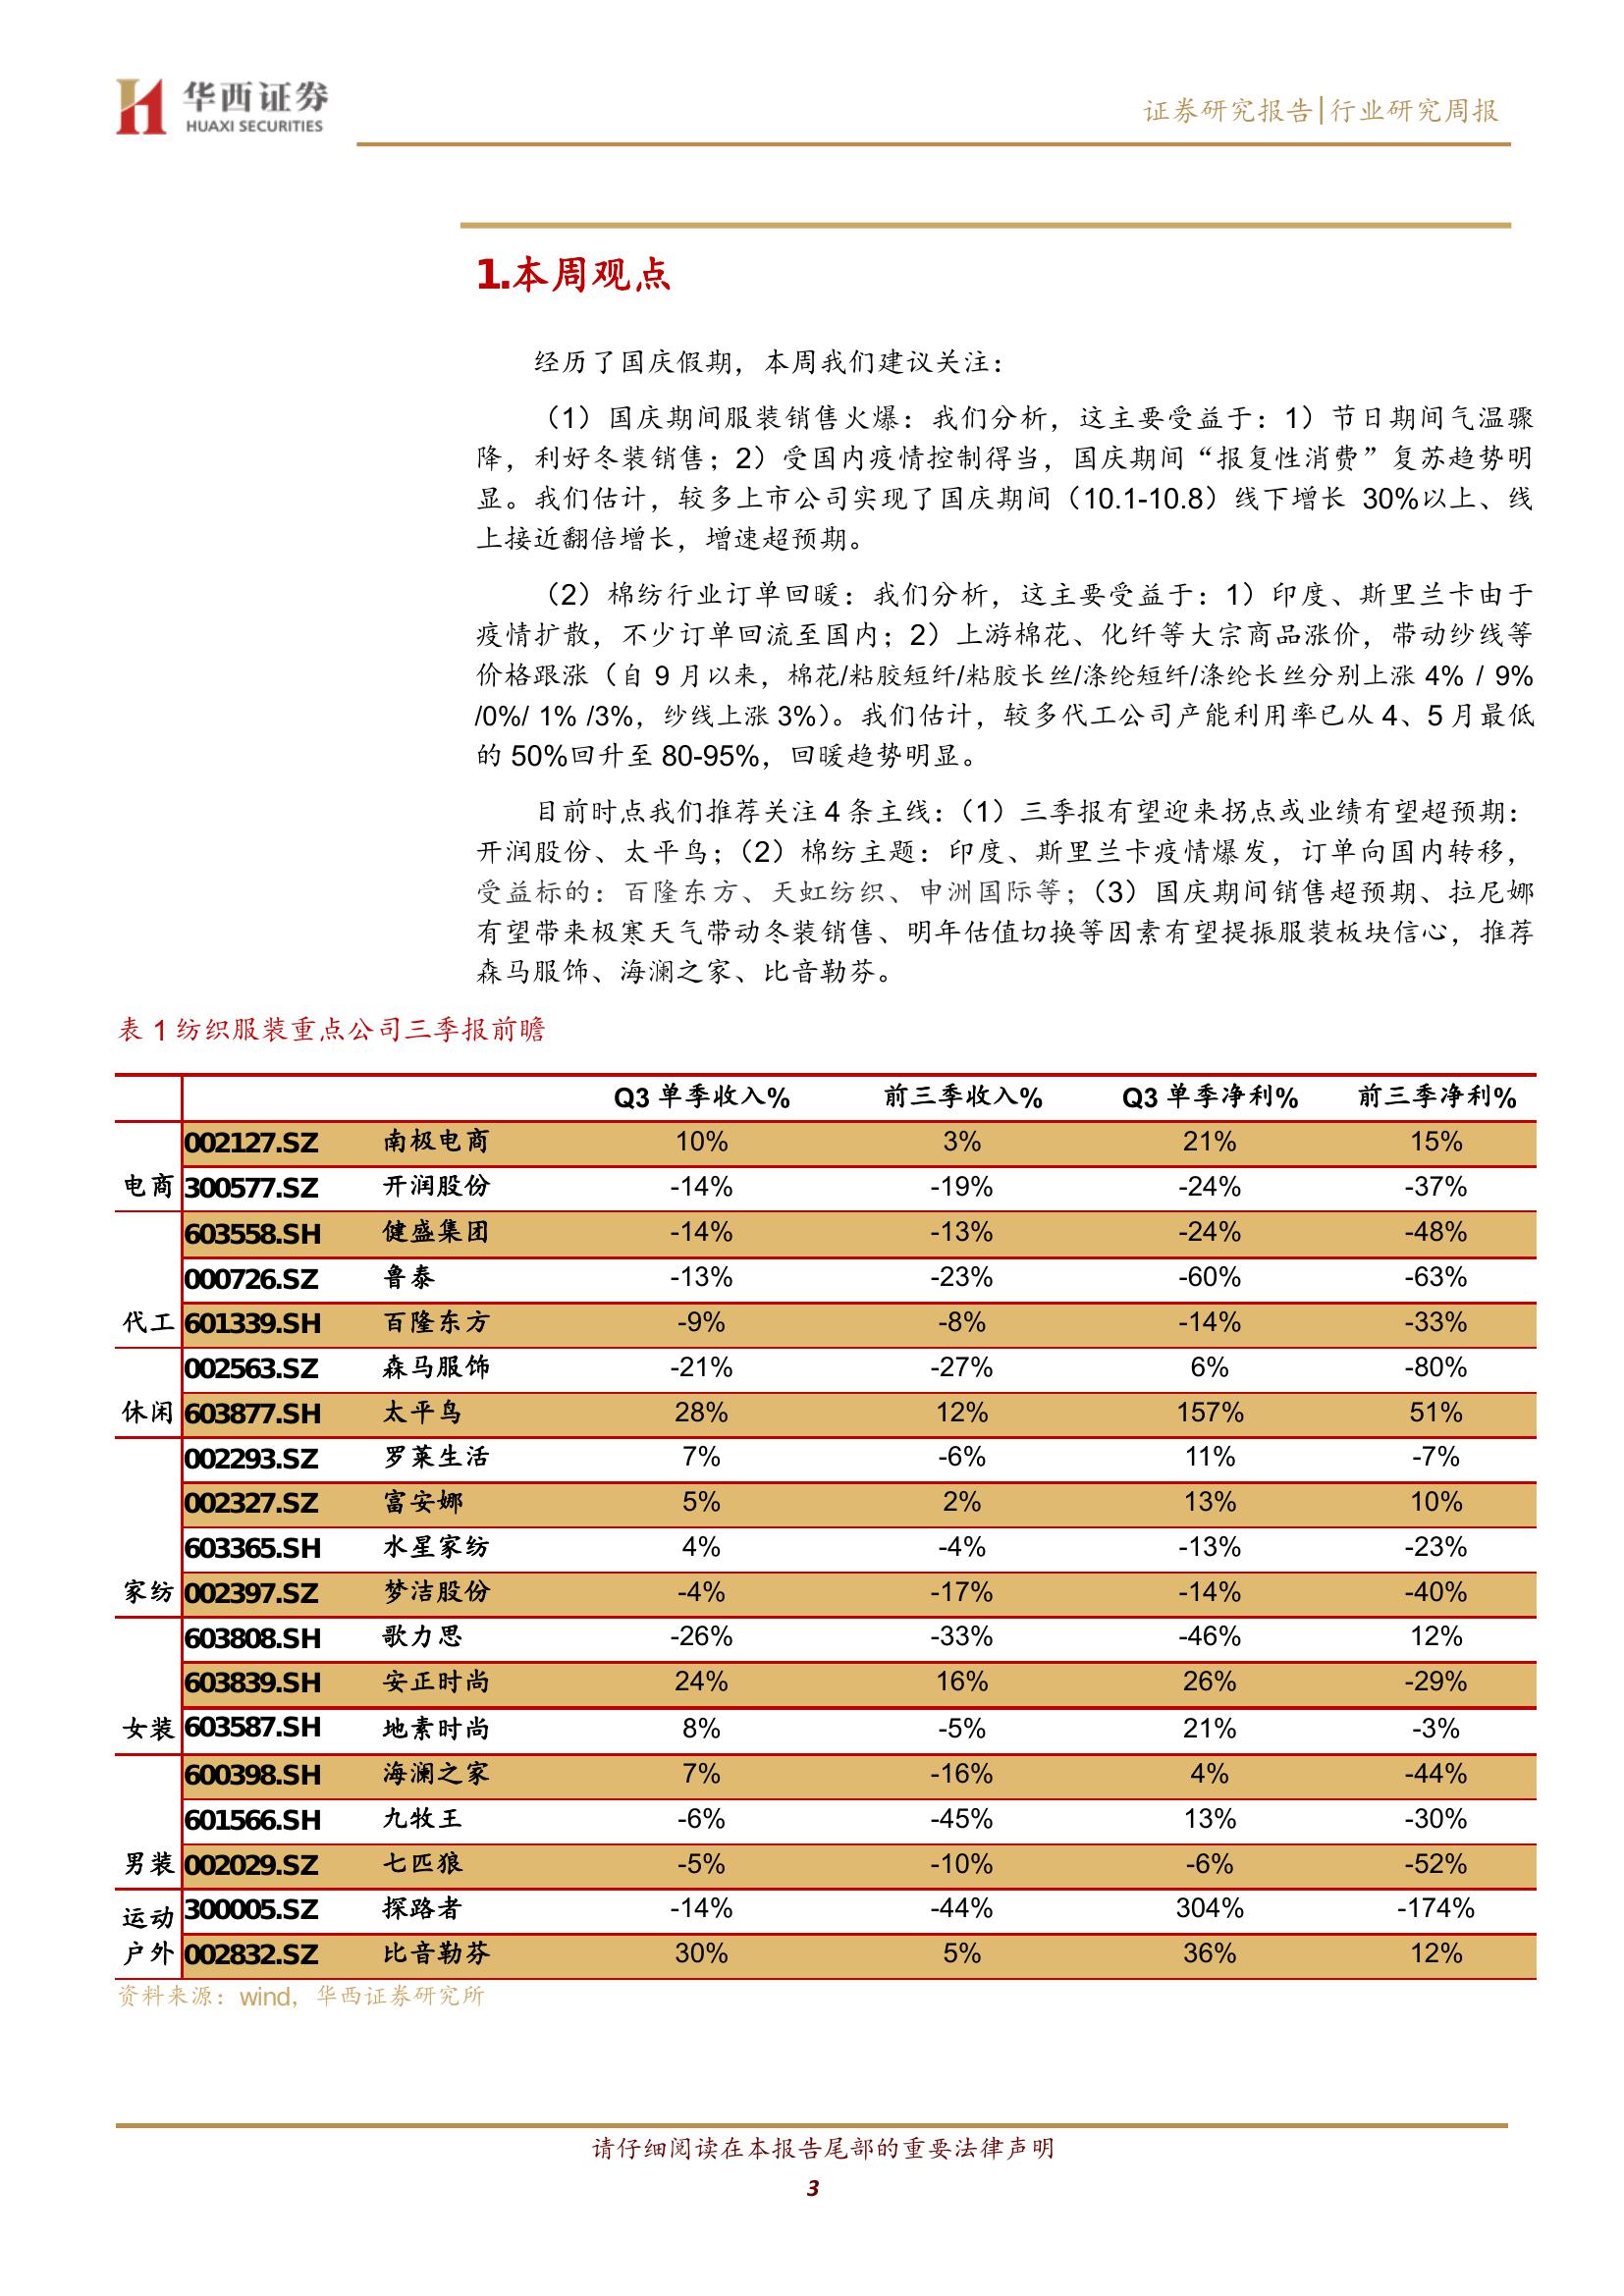 华西证券
HUAXI SECURITIES
证券研究报告|行业研究周报
1.本周观点
经历了国庆假期，本周我们建议关注：
（1）国庆期间服装销售火爆：我们分析，这主要受益于：1）节日期间气温骤
降，利好冬装销售；2）受国内疫情控制得当，国庆期间“报复性消费”复苏趋势明
显。我们估计，较多上市公司实现了国庆期间（10.1-10.8）线下增长 30%以上、线
上接近翻倍增长，增速超预期。
（2）棉纺行业订单回暖：我们分析，这主要受益于：1）印度、斯里兰卡由于
疫情扩散，不少订单回流至国内；2）上游棉花、化纤等大宗商品涨价，带动纱线等
价格跟涨（自 9 月以来，棉花/粘胶短纤/粘胶长丝/涤纶短纤/涤纶长丝分别上涨 4% / 9%
/0%/ 1% /3%，纱线上涨 3%）。我们估计，较多代工公司产能利用率已从 4、5 月最低
的 50%回升至 80-95%，回暖趋势明显。
目前时点我们推荐关注 4 条主线：（1）三季报有望迎来拐点或业绩有望超预期：
开润股份、太平鸟；（2）棉纺主题：印度、斯里兰卡疫情爆发，订单向国内转移，
受益标的：百隆东方、天虹纺织、申洲国际等；（3）国庆期间销售超预期、拉尼娜
有望带来极寒天气带动冬装销售、明年估值切换等因素有望提振服装板块信心，推荐
森马服饰、海澜之家、比音勒芬。
表 1 纺织服装重点公司三季报前瞻
Q3 单季收入% 前三季收入% Q3 单季净利% 前三季净利%
002127.SZ 南极电商 10% 3% 21% 15%
电商 300577.SZ 开润股份 -14% -19% -24% -37%
603558.SH 健盛集团 -14% -13% -24% -48%
000726.SZ 鲁泰 -13% -23% -60% -63%
代工 601339.SH 百隆东方 -9% -8% -14% -33%
002563.SZ 森马服饰 -21% -27% 6% -80%
休闲 603877.SH 太平鸟 28% 12% 157% 51%
002293.SZ 罗莱生活 7% -6% 11% -7%
002327.SZ 富安娜 5% 2% 13% 10%
603365.SH 水星家纺 4% -4% -13% -23%
家纺 002397.SZ 梦洁股份 -4% -17% -14% -40%
603808.SH 歌力思 -26% -33% -46% 12%
603839.SH 安正时尚 24% 16% 26% -29%
女装 603587.SH 地素时尚 8% -5% 21% -3%
600398.SH 海澜之家 7% -16% 4% -44%
601566.SH 九牧王 -6% -45% 13% -30%
男装 002029.SZ 七匹狼 -5% -10% -6% -52%
运动 300005.SZ 探路者 -14% -44% 304% -174%
户外 002832.SZ 比音勒芬 30% 5% 36% 12%
资料来源：wind，华西证券研究所
请仔细阅读在本报告尾部的重要法律声明
3